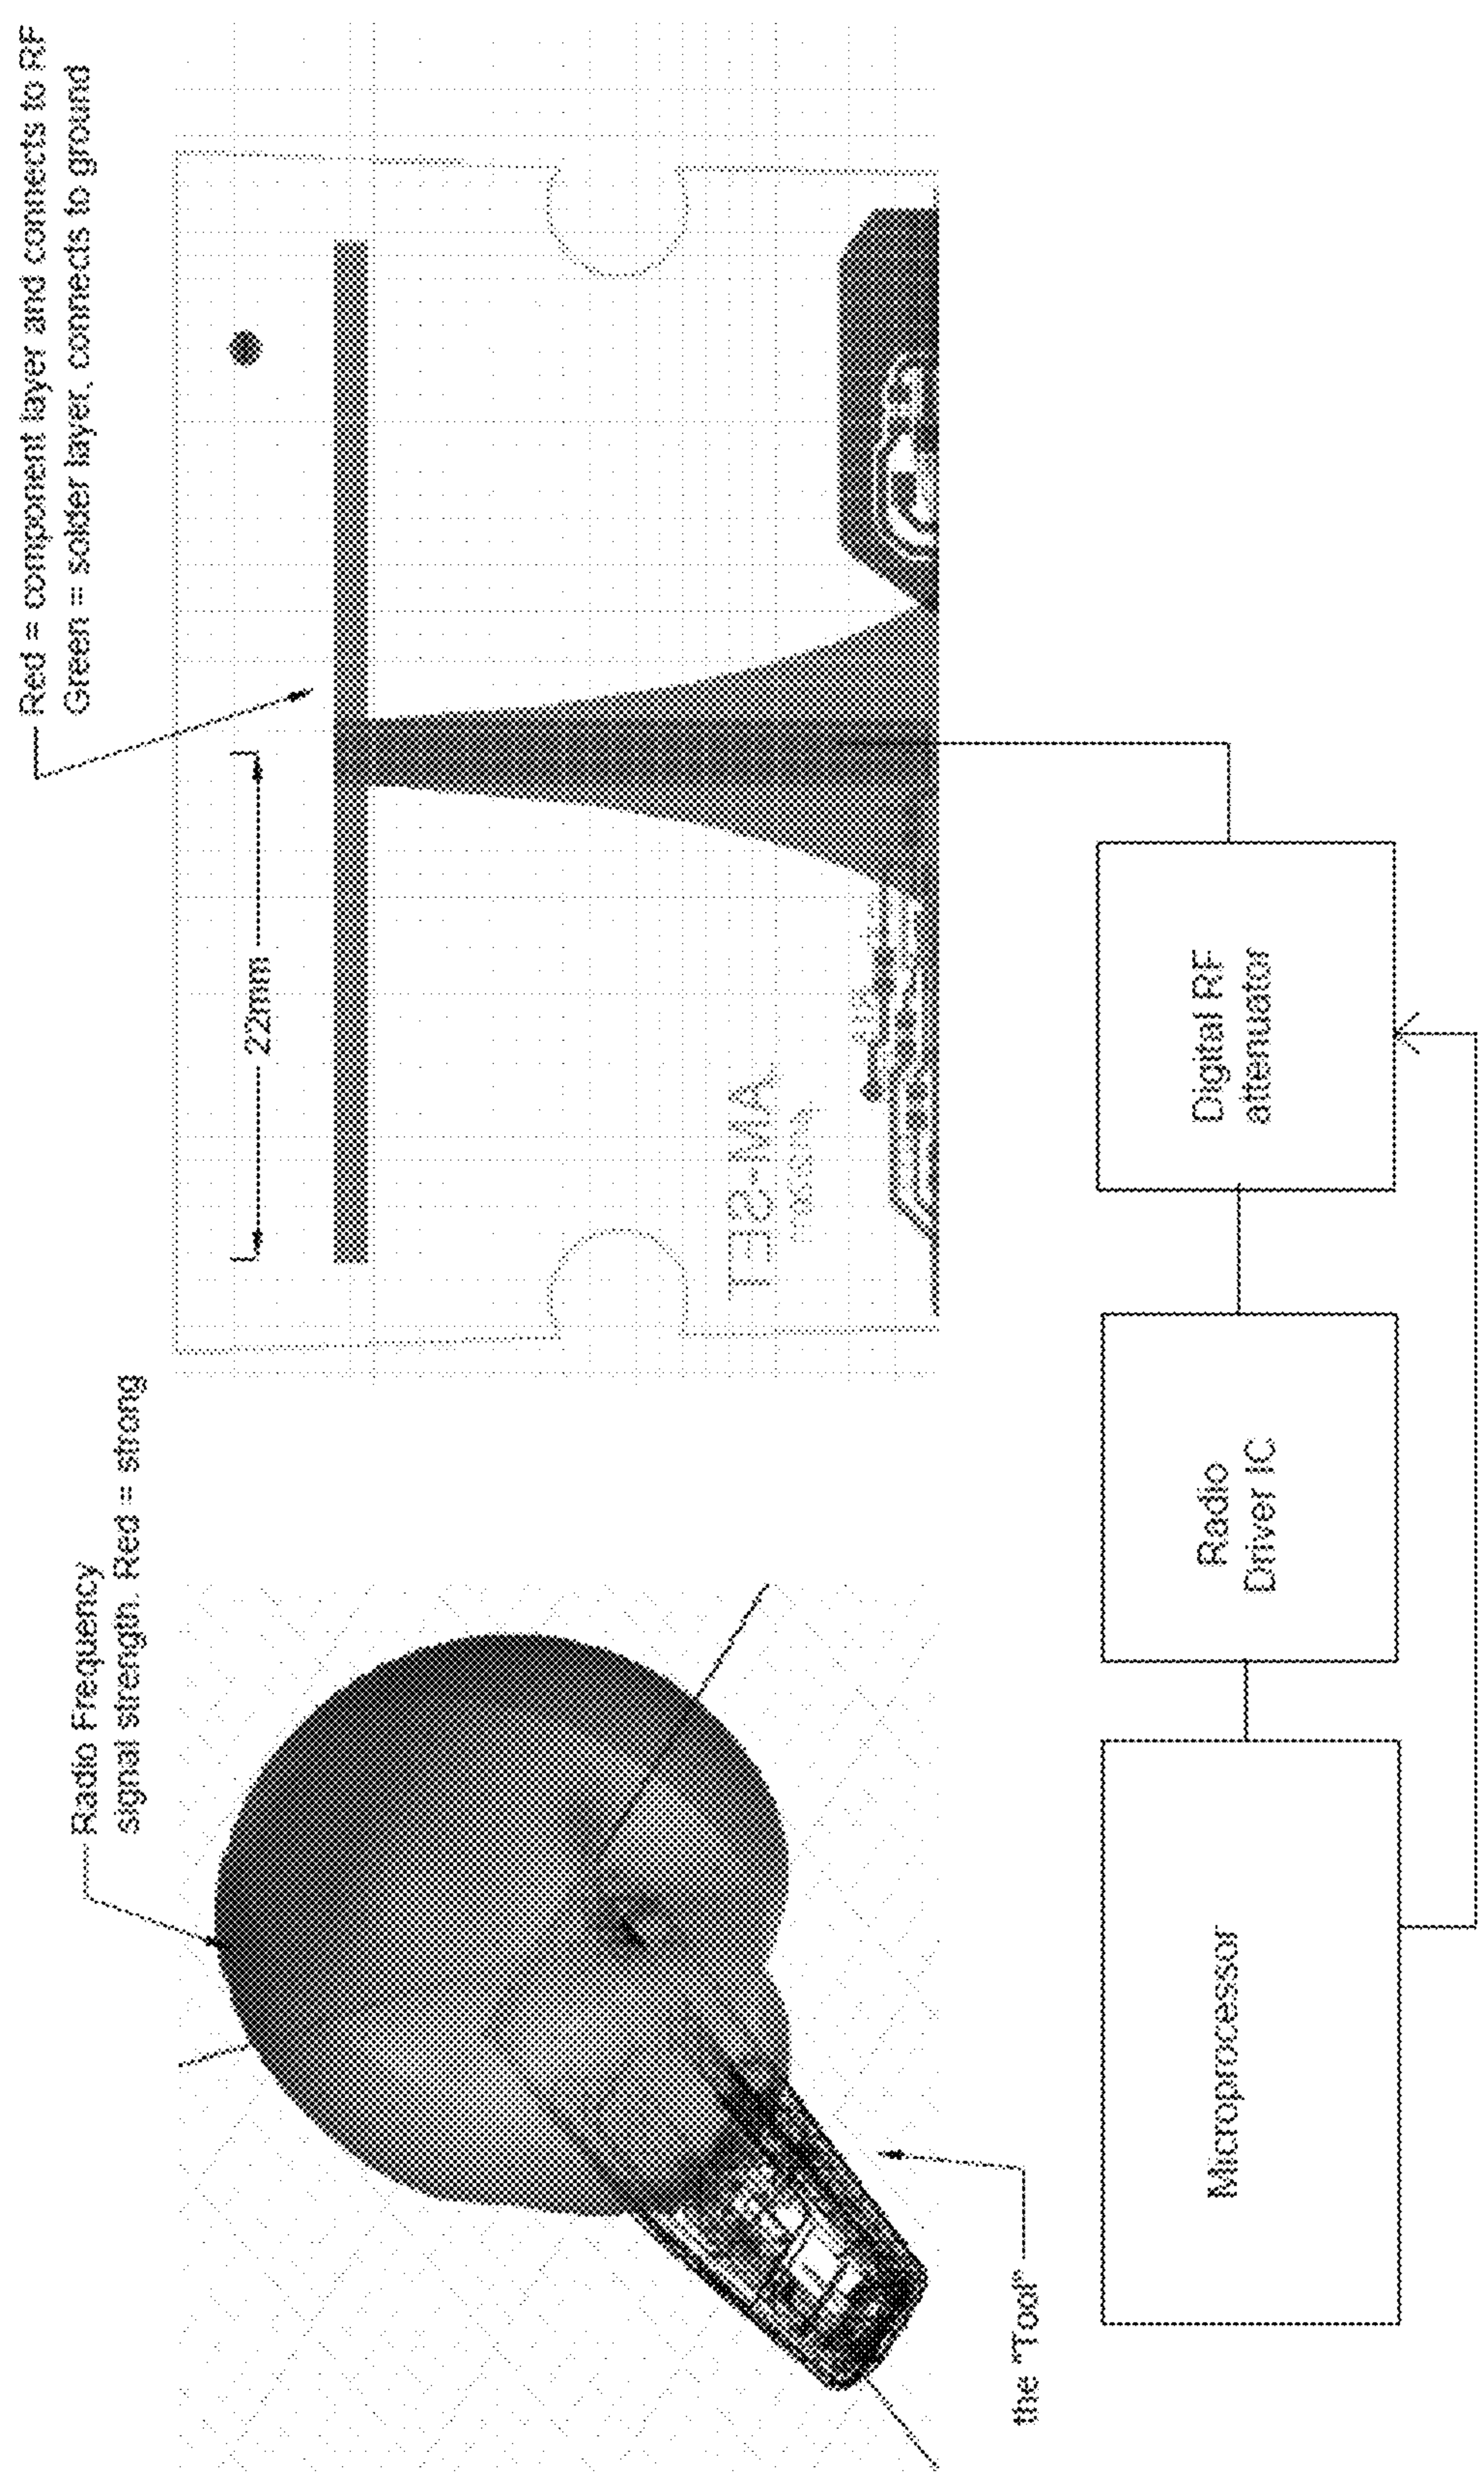 Radio Frequency
signal strength. Red = strong
Red = component layer and connects to RF
Green = solder layer, connects to ground
22mm
the "Tool"
Microprocessor
Radio
Driver IC
Digital RF
attenuator